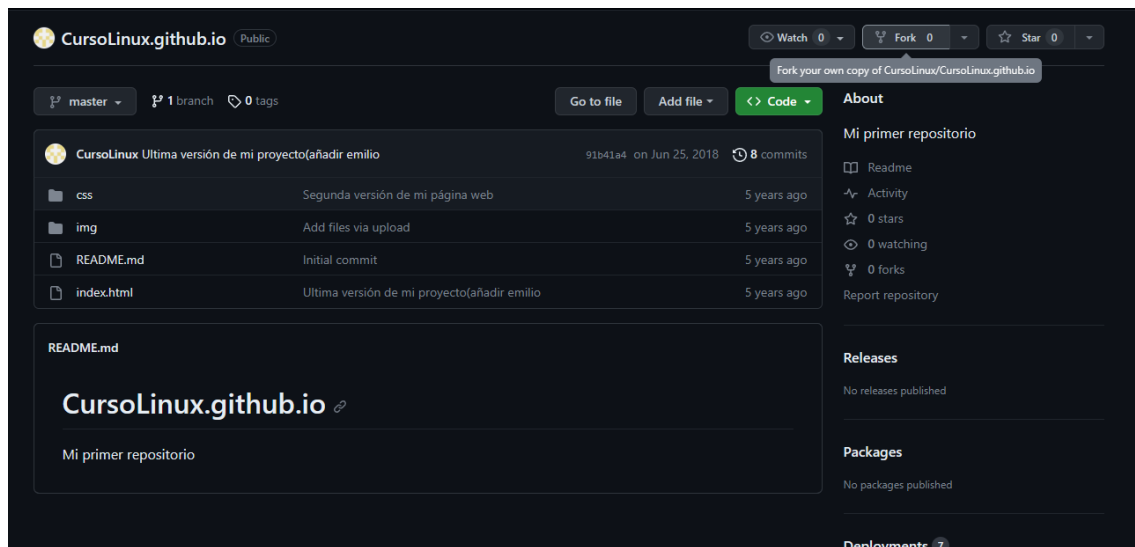 CursoLinux.github.io Public
Watch 0 Fork 0 Star 0
Fork your own copy of CursoLinux/CursoLinux.github.io
master 1 branch 0 tags Go to file Add file Code
CursoLinux Ultima versión de mi proyecto(añadir emilio 91b41a4 on Jun 25, 2018 8 commits
css Segunda versión de mi página web 5 years ago
img Add files via upload 5 years ago
README.md Initial commit 5 years ago
index.html Ultima versión de mi proyecto(añadir emilio 5 years ago
README.md
CursoLinux.github.io
Mi primer repositorio
About
Mi primer repositorio
Readme
Activity
0 stars
0 watching
0 forks
Report repository
Releases
No releases published
Packages
No packages published
Deployments 7